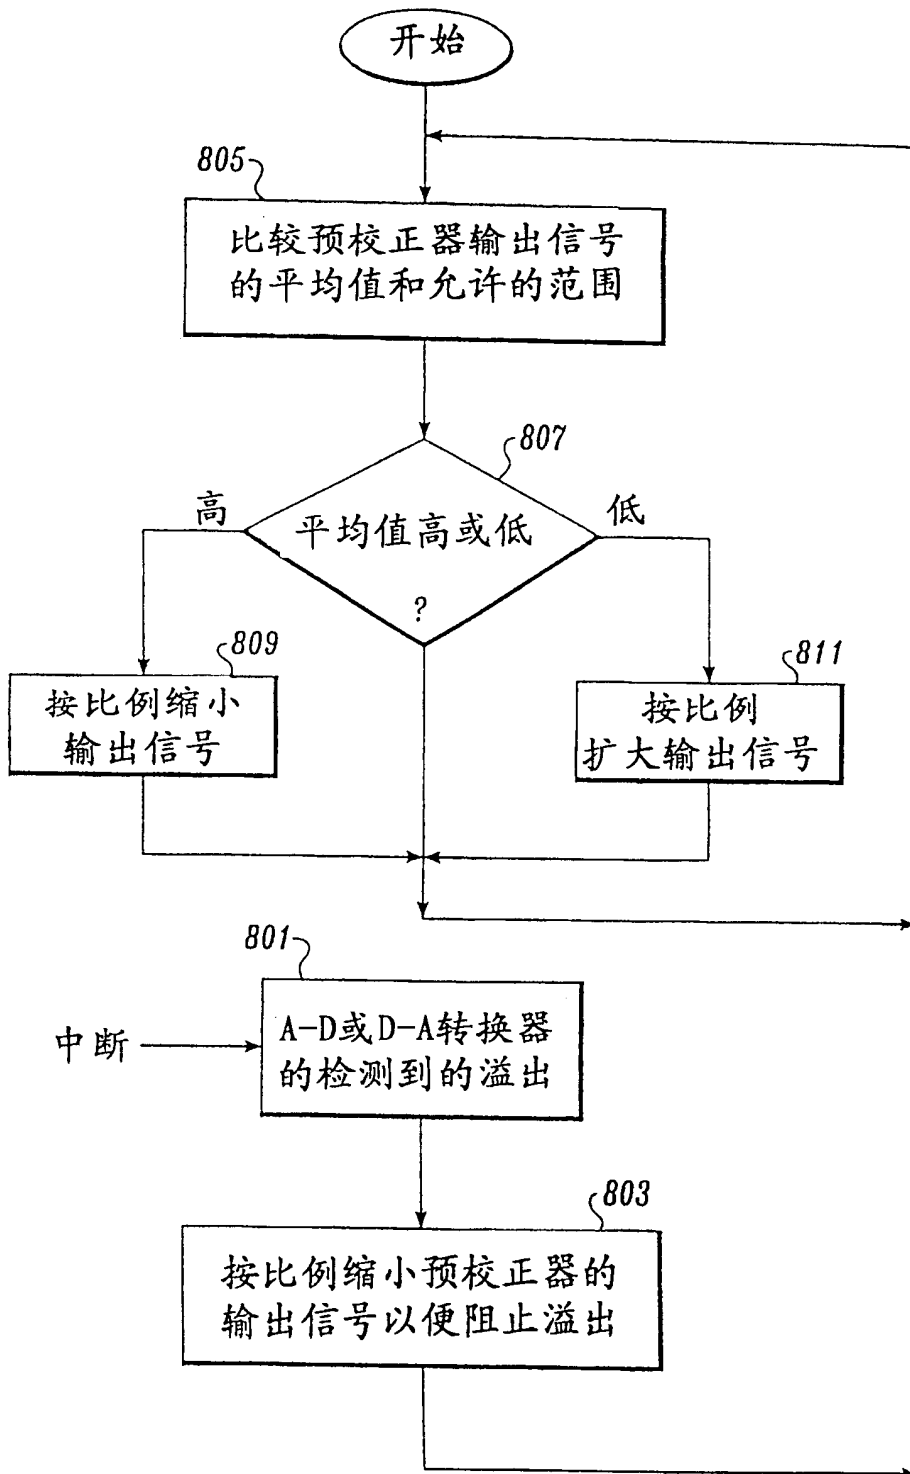 开始
805
比较预校正器输出信号
的平均值和允许的范围
807
高
平均值高或低
低
?
809
按比例缩小
输出信号
811
按比例
扩大输出信号
801
中断
A-D或D-A转换器
的检测到的溢出
803
按比例缩小预校正器的
输出信号以便阻止溢出